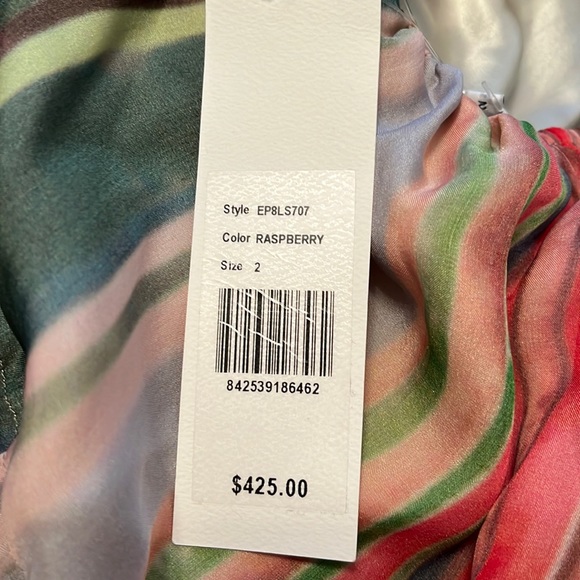 Style EP8LS707
Color RASPBERRY
Size 2
842539186462
$425.00